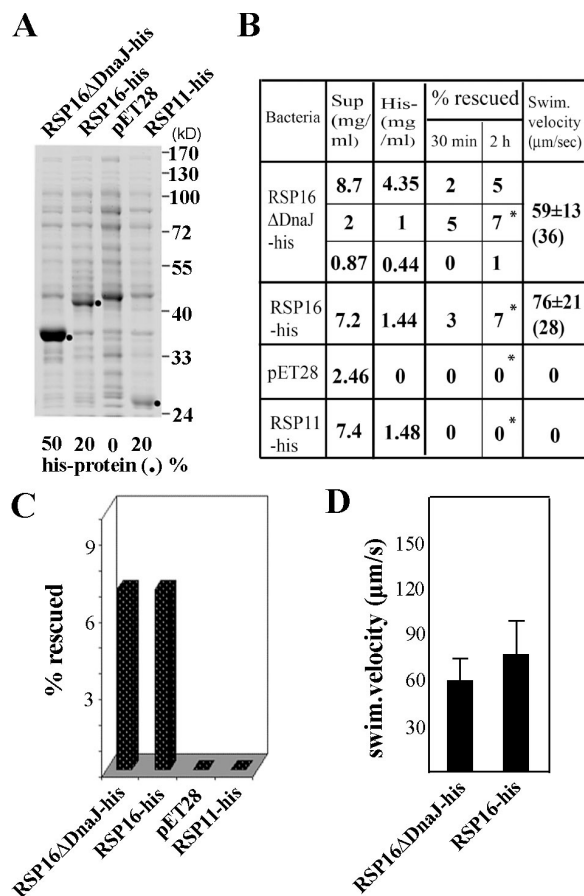 A
RSP16ΔDnaJ-his
RSP16-his
pET28
RSP11-his
(kD)
170
130
100
72
55
40
33
24
50 20 0 20
his-protein (.) %
B
Bacteria
Sup
(mg/
ml)
His-
(mg
/ml)
% rescued
30 min
2 h
Swim.
velocity
(μm/sec)
RSP16
ΔDnaJ
-his
8.7 4.35 2 5
2 1 5 7 *
0.87 0.44 0 1
59±13
(36)
RSP16
-his
7.2 1.44 3 7 *
76±21
(28)
pET28 2.46 0 0 0 * 0
RSP11
-his
7.4 1.48 0 0 * 0
C
% rescued
9
6
3
RSP16ΔDnaJ-his
RSP16-his
pET28
RSP11-his
D
swim.velocity (μm/s)
150
120
90
60
30
RSP16ΔDnaJ-his
RSP16-his